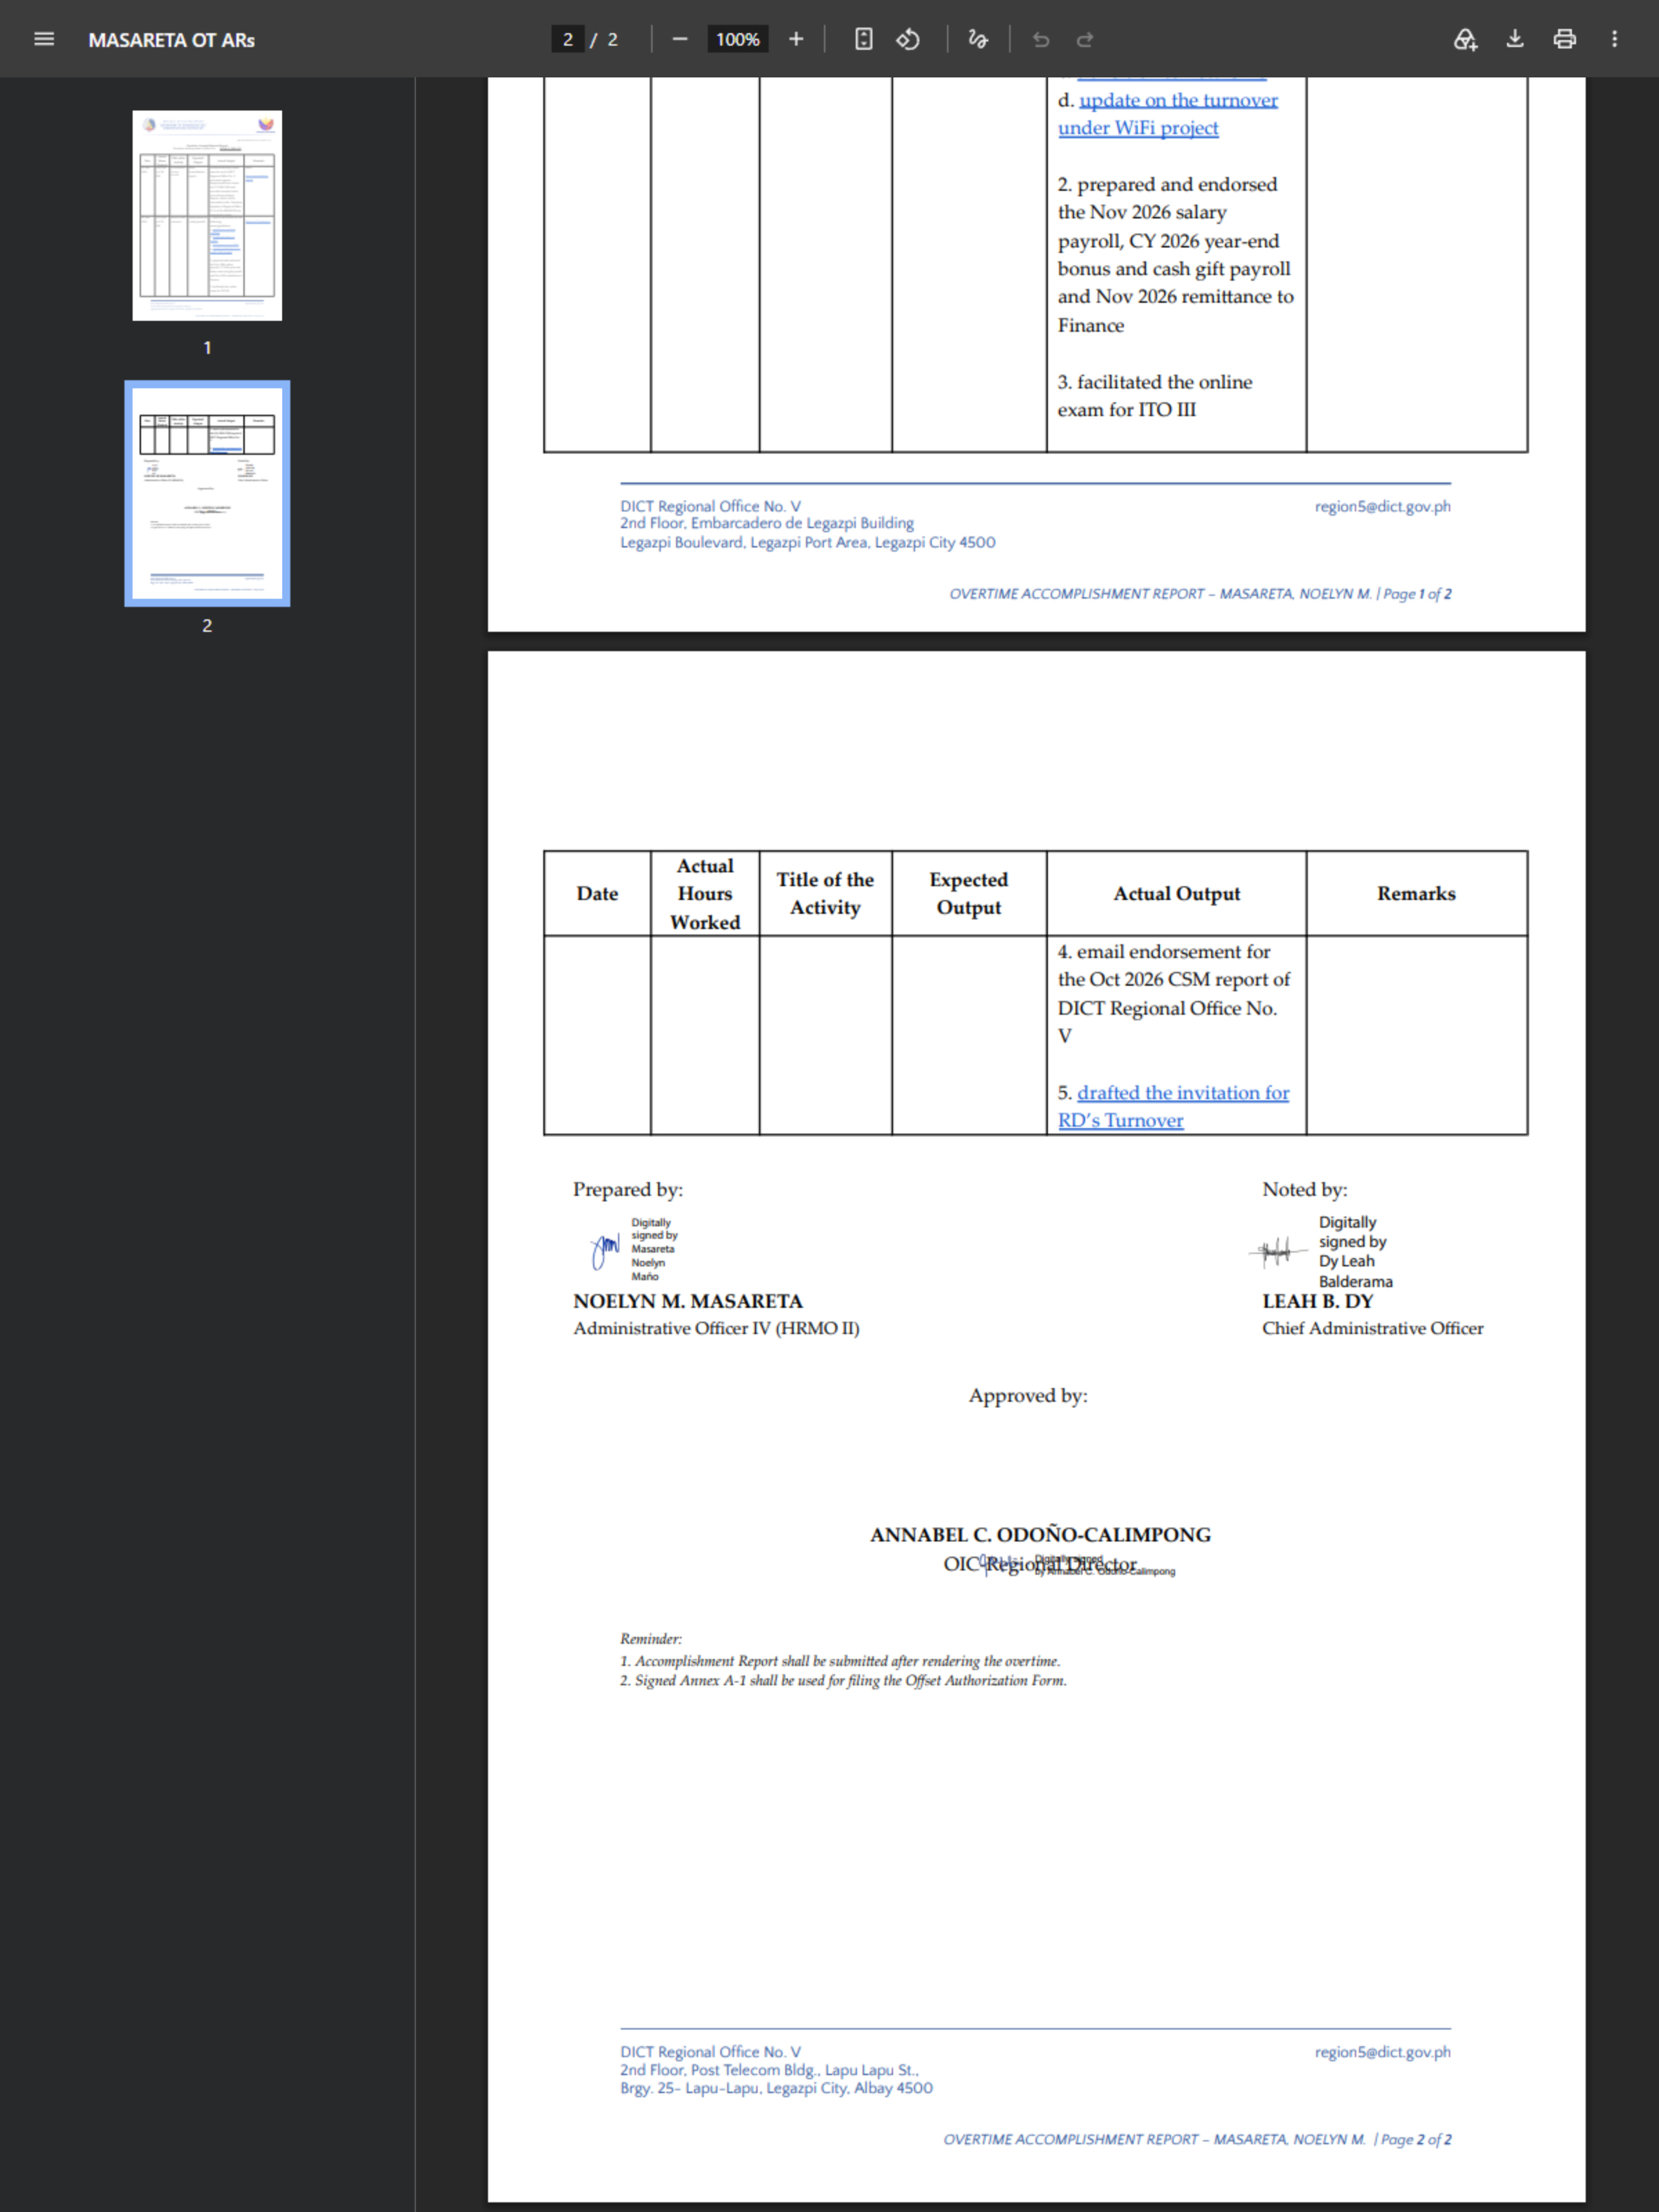 MASARETA OT ARs
2 / 2
100%
1
2
d. update on the turnover
under WiFi project
2. prepared and endorsed
the Nov 2026 salary
payroll, CY 2026 year-end
bonus and cash gift payroll
and Nov 2026 remittance to
Finance
3. facilitated the online
exam for ITO III
DICT Regional Office No. V
2nd Floor, Embarcadero de Legazpi Building
Legazpi Boulevard, Legazpi Port Area, Legazpi City 4500
region5@dict.gov.ph
OVERTIME ACCOMPLISHMENT REPORT – MASARETA, NOELYN M. | Page 1 of 2
Date
Actual
Hours
Worked
Title of the
Activity
Expected
Output
Actual Output
Remarks
4. email endorsement for
the Oct 2026 CSM report of
DICT Regional Office No.
V
5. drafted the invitation for
RD's Turnover
Prepared by:
Digitally
signed by
Masareta
Noelyn
Maño
NOELYN M. MASARETA
Administrative Officer IV (HRMO II)
Noted by:
Digitally
signed by
Dy Leah
Balderama
LEAH B. DY
Chief Administrative Officer
Approved by:
ANNABEL C. ODOÑO-CALIMPONG
OIC-Regional Director
Digitally signed
by Annabel C. Odoño-Calimpong
Reminder:
1. Accomplishment Report shall be submitted after rendering the overtime.
2. Signed Annex A-1 shall be used for filing the Offset Authorization Form.
DICT Regional Office No. V
2nd Floor, Post Telecom Bldg., Lapu Lapu St.,
Brgy. 25- Lapu-Lapu, Legazpi City, Albay 4500
region5@dict.gov.ph
OVERTIME ACCOMPLISHMENT REPORT – MASARETA, NOELYN M. | Page 2 of 2